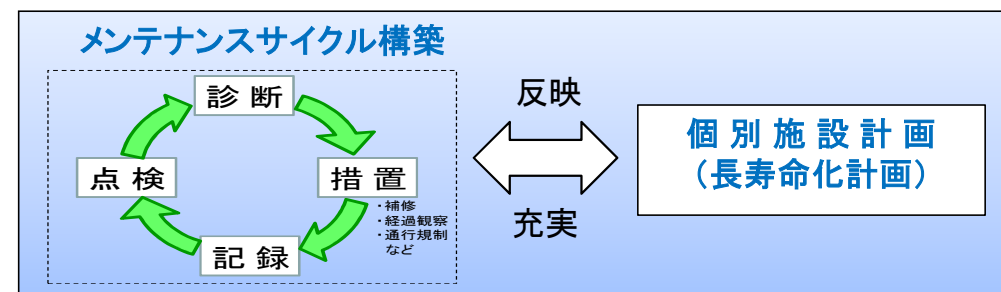 メンテナンスサイクル構築
診断
点検
措置
・補修
・経過観察
・通行規制
など
記録
反映
充実
個別施設計画
（長寿命化計画）